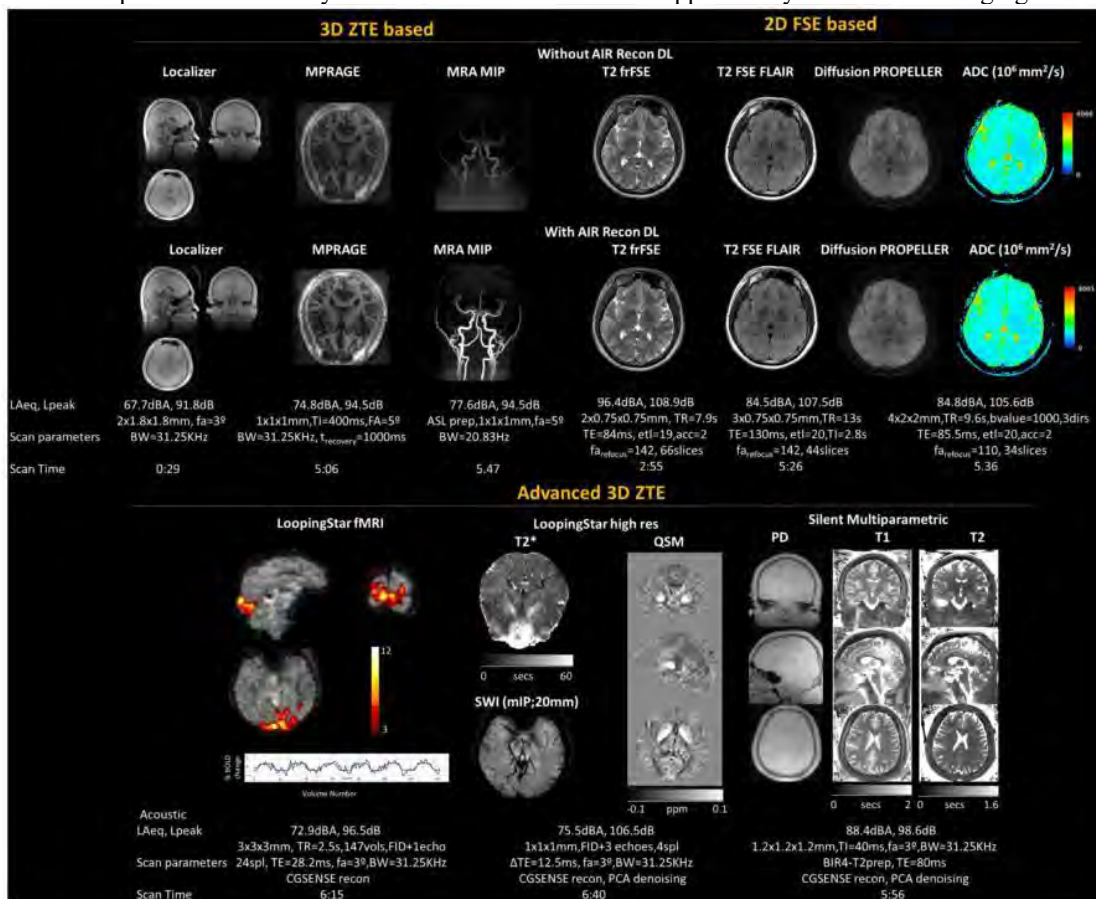 3D ZTE based
2D FSE based
Without AIR Recon DL
Localizer
MPRAGE
MRA MIP
T2 frFSE
T2 FSE FLAIR
Diffusion PROPELLER
ADC (10⁶ mm²/s)
0
With AIR Recon DL
Localizer
MPRAGE
MRA MIP
T2 frFSE
T2 FSE FLAIR
Diffusion PROPELLER
ADC (10⁶ mm²/s)
0
LAeq, Lpeak 67.7dBA, 91.8dB 74.8dBA, 94.5dB 77.6dBA, 94.5dB 96.4dBA, 108.9dB 84.5dBA, 107.5dB 84.8dBA, 105.6dB
2x1.8x1.8mm, fa=3º 1x1x1mm,TI=400ms,FA=5º ASL prep,1x1x1mm,fa=5º 2x0.75x0.75mm, TR=7.9s 3x0.75x0.75mm,TR=13s 4x2x2mm,TR=9.6s,bvalue=1000,3dirs
Scan parameters BW=31.25KHz BW=31.25KHz, t_recovery=1000ms BW=20.83Hz TE=84ms, etl=19,acc=2 TE=130ms, etl=20,TI=2.8s TE=85.5ms, etl=20,acc=2
fa_refocus=142, 66slices fa_refocus=142, 44slices fa_refocus=110, 34slices
Scan Time 0:29 5:06 5.47 2:55 5:26 5.36
Advanced 3D ZTE
LoopingStar fMRI
LoopingStar high res
Silent Multiparametric
T2*
QSM
PD
T1
T2
12
3
0 secs 60
SWI (mIP;20mm)
% BOLD
change
Volume Number
-0.1 ppm 0.1
0 secs 2
0 secs 1.6
Acoustic
LAeq, Lpeak 72.9dBA, 96.5dB 75.5dBA, 106.5dB 88.4dBA, 98.6dB
3x3x3mm, TR=2.5s,147vols,FID+1echo 1x1x1mm,FID+3 echoes,4spl 1.2x1.2x1.2mm,TI=40ms,fa=3º,BW=31.25KHz
Scan parameters 24spl, TE=28.2ms, fa=3º,BW=31.25KHz ΔTE=12.5ms, fa=3º,BW=31.25KHz BIR4-T2prep, TE=80ms
CGSENSE recon CGSENSE recon, PCA denoising CGSENSE recon, PCA denoising
Scan Time 6:15 6:40 5:56